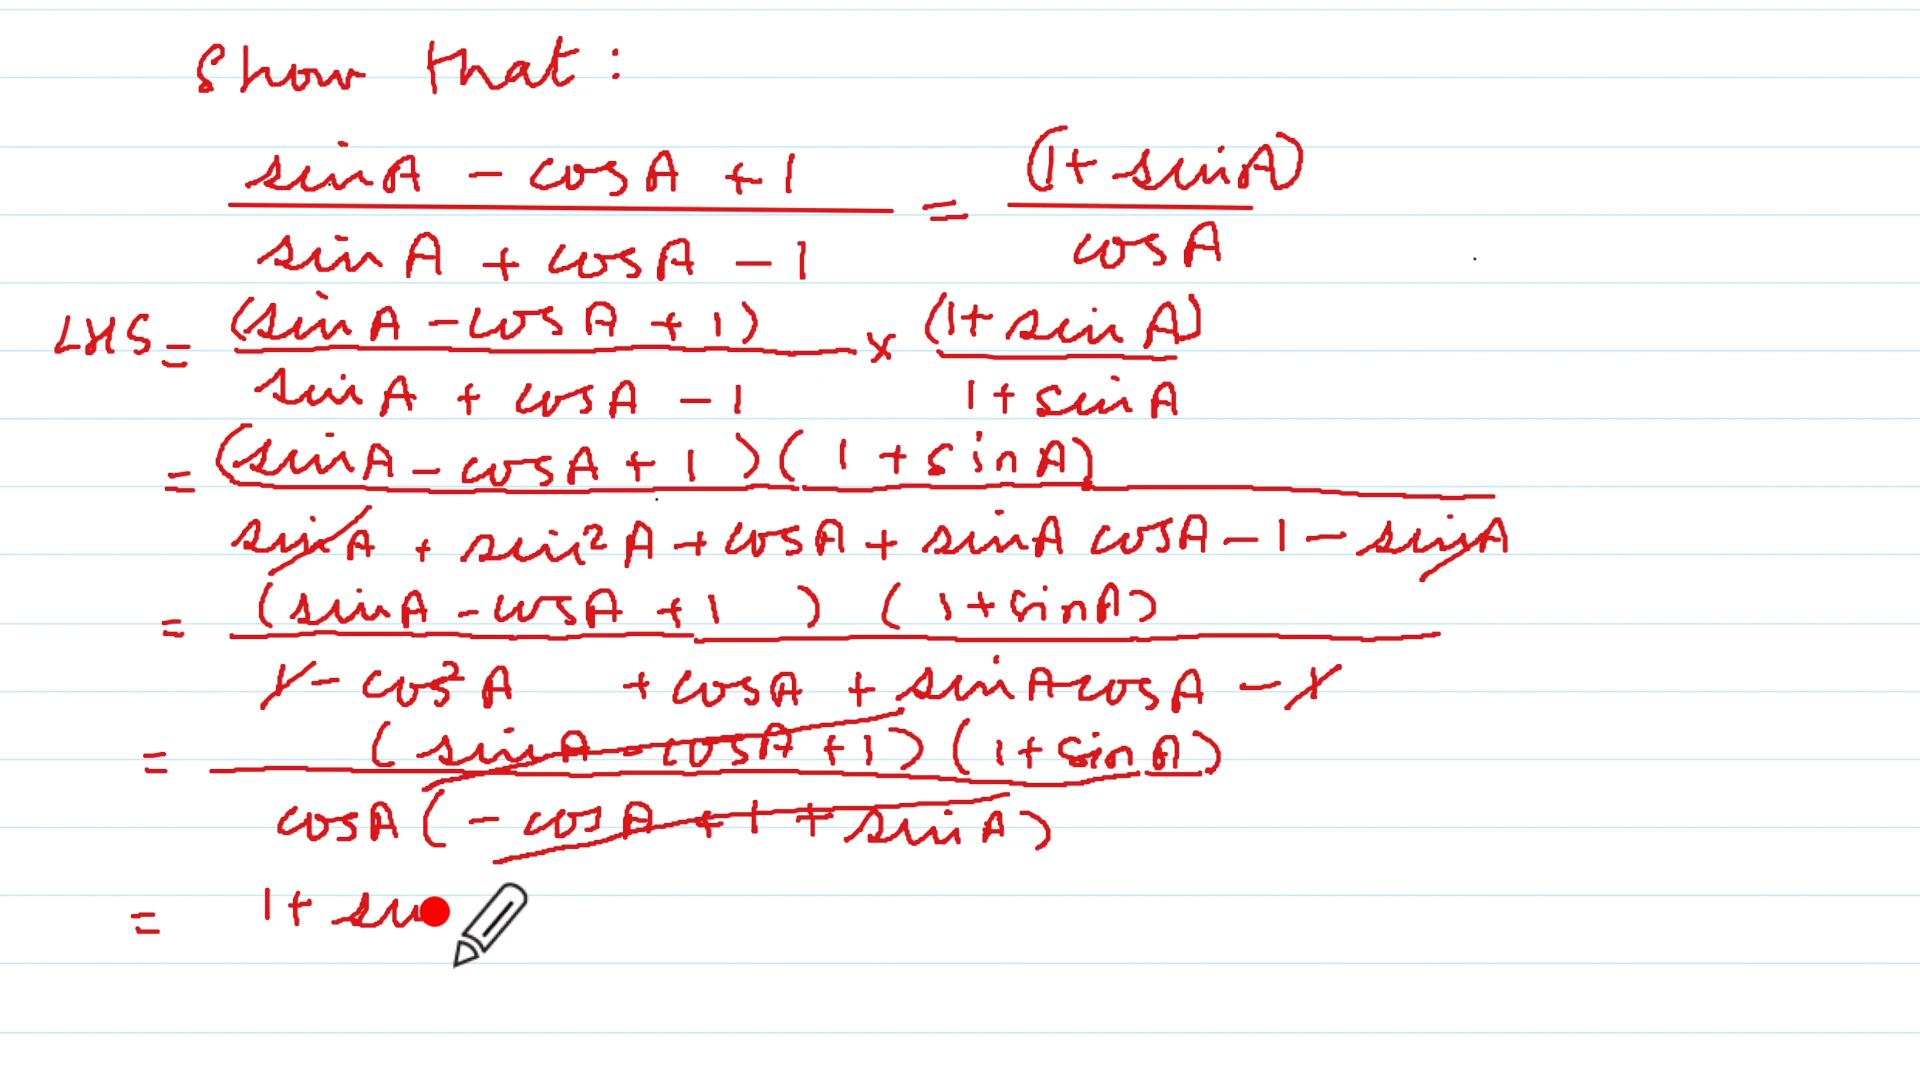 Show that :
sinA - cosA + 1 / sinA + cosA - 1 = (1 + sinA) / cosA
LHS = (sinA - cosA + 1) / sinA + cosA - 1 × (1 + sinA) / 1 + sinA
= (sinA - cosA + 1)(1 + sinA) / sinA + sin²A + cosA + sinA cosA - 1 - sinA
= (sinA - cosA + 1)(1 + sinA) / 1 - cos²A + cosA + sinA cosA - 1
= (sinA - cosA + 1)(1 + sinA) / cosA(- cosA + 1 + sinA)
= 1 + si